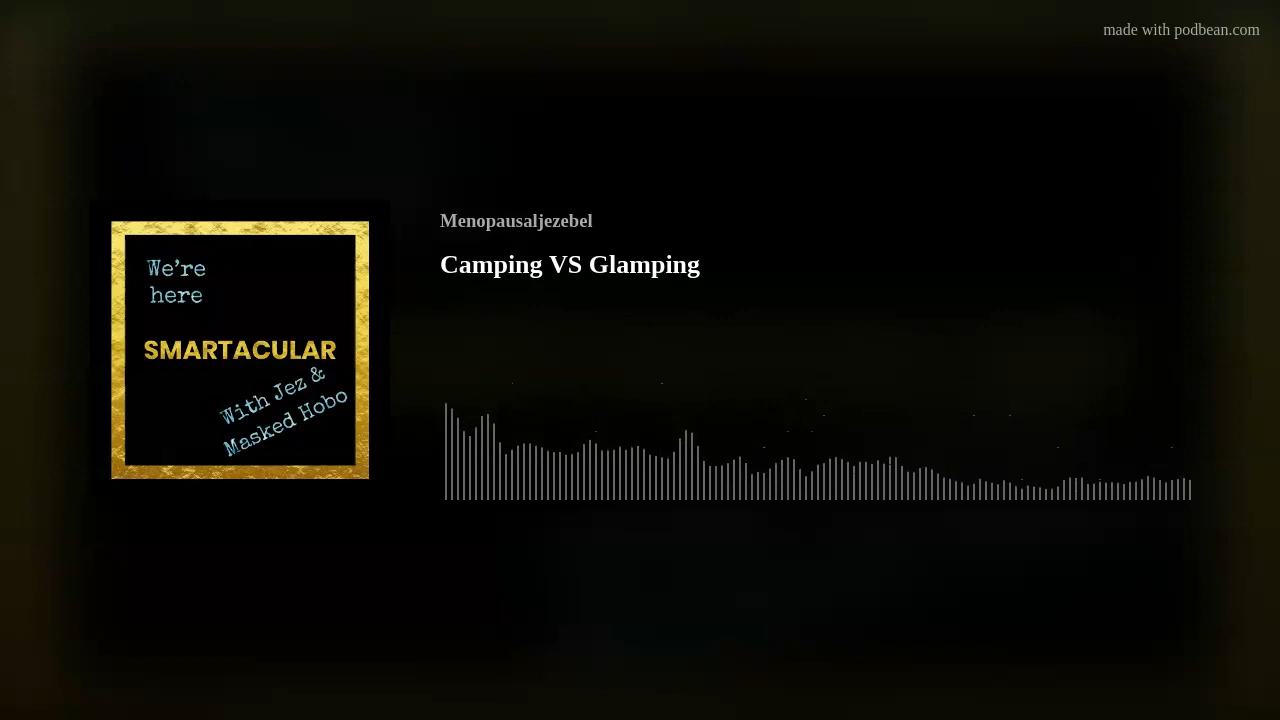 made with podbean.com
We're
here
SMARTACULAR
With Jez &
Masked Hobo
Menopausaljezebel
Camping VS Glamping